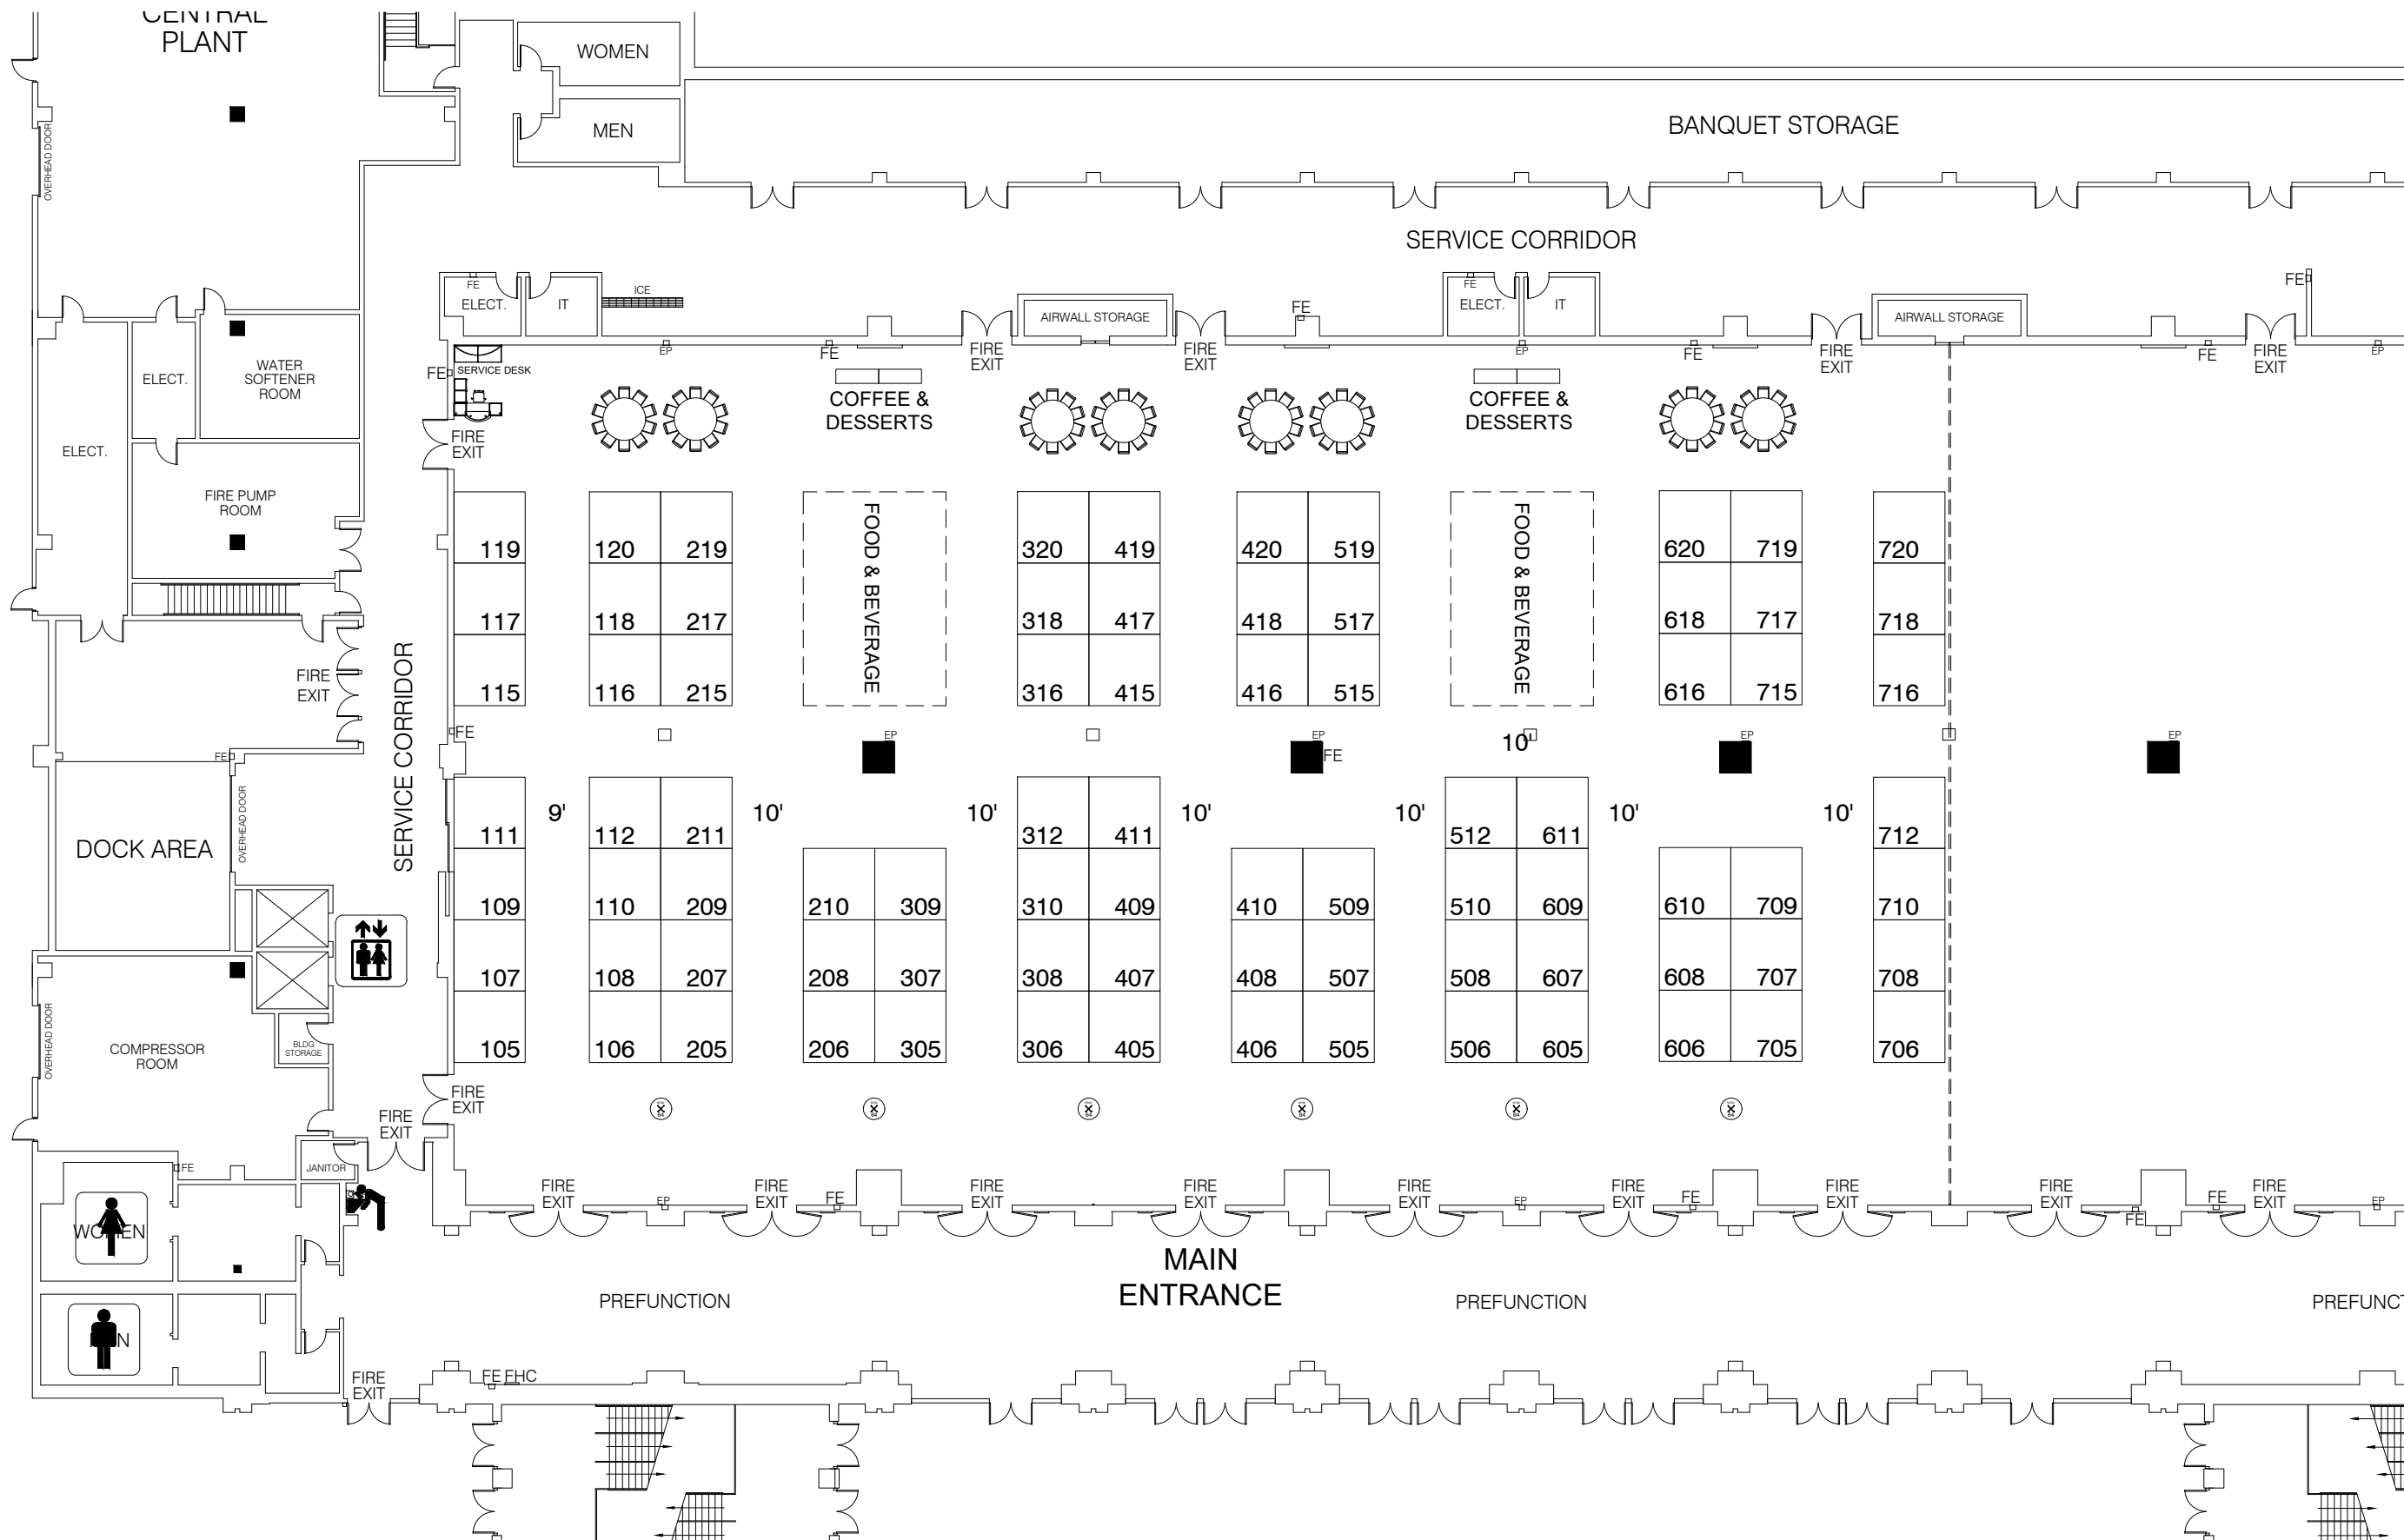 CENTRAL
PLANT
WOMEN
MEN
OVERHEAD DOOR
BANQUET STORAGE
SERVICE CORRIDOR
FE
ELECT.
IT
ICE
AIRWALL STORAGE
FE
FE
ELECT.
IT
AIRWALL STORAGE
FE
EP
FE
FIRE
EXIT
FIRE
EXIT
EP
FE
FIRE
EXIT
FE
FIRE
EXIT
EP
FE
SERVICE DESK
ELECT.
WATER
SOFTENER
ROOM
COFFEE &
DESSERTS
COFFEE &
DESSERTS
FIRE
EXIT
ELECT.
FIRE PUMP
ROOM
FOOD & BEVERAGE
FOOD & BEVERAGE
119 120 219 320 419 420 519 620 719 720
117 118 217 318 417 418 517 618 717 718
115 116 215 316 415 416 515 616 715 716
FIRE
EXIT
SERVICE CORRIDOR
FE
EP
EP
FE
10'
EP
EP
FE
OVERHEAD DOOR
DOCK AREA
9' 10' 10' 10' 10' 10' 10'
111 112 211 312 411 512 611 712
109 110 209 210 309 310 409 410 509 510 609 610 709 710
107 108 207 208 307 308 407 408 507 508 607 608 707 708
105 106 205 206 305 306 405 406 505 506 605 606 705 706
OVERHEAD DOOR
COMPRESSOR
ROOM
BLDG
STORAGE
FIRE
EXIT
FIRE
EXIT
FE
JANITOR
WOMEN
FIRE
EXIT
EP
FIRE
EXIT
FE
FIRE
EXIT
FIRE
EXIT
FIRE
EXIT
EP
FIRE
EXIT
FE
FIRE
EXIT
FIRE
EXIT
FE
FE
FIRE
EXIT
EP
MAIN
ENTRANCE
PREFUNCTION
PREFUNCTION
PREFUNCT
FIRE
EXIT
FE FHC